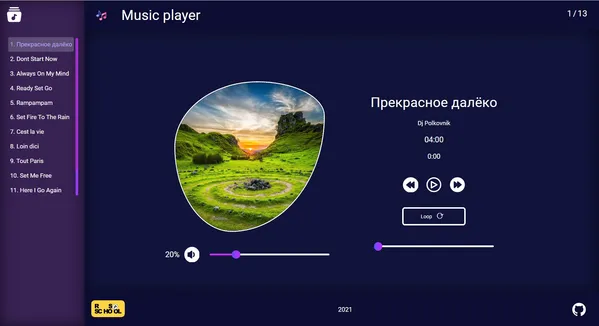 Music player
1 / 13
1. Прекрасное далёко
2. Dont Start Now
3. Always On My Mind
4. Ready Set Go
5. Rampampam
6. Set Fire To The Rain
7. Cest la vie
8. Loin dici
9. Tout Paris
10. Set Me Free
11. Here I Go Again
Прекрасное далёко
Dj Polkovnik
04:00
0:00
Loop
20%
RS
SCHOOL
2021